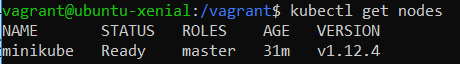 vagrant@ubuntu-xenial:/vagrant$ kubectl get nodes
NAME STATUS ROLES AGE VERSION
minikube Ready master 31m v1.12.4